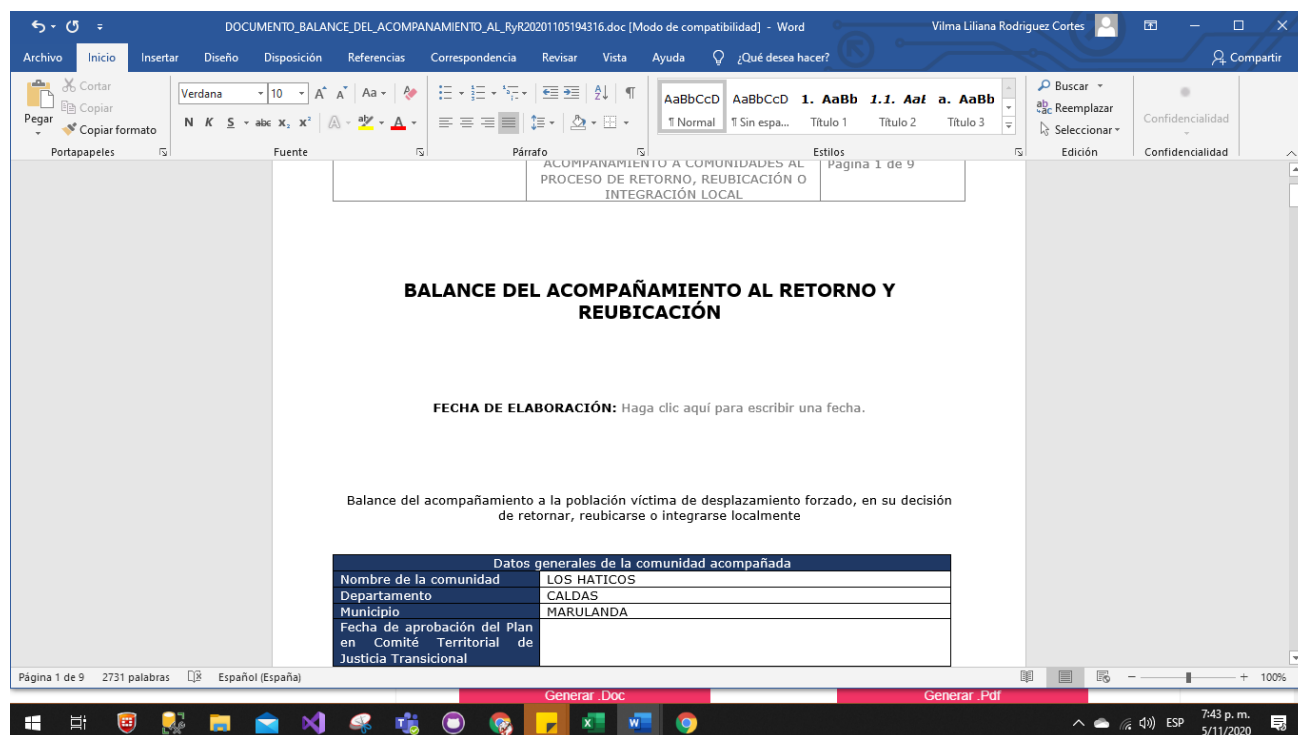 DOCUMENTO_BALANCE_DEL_ACOMPANAMIENTO_AL_RyR20201105194316.doc [Modo de compatibilidad] - Word
Vilma Liliana Rodriguez Cortes
Archivo Inicio Insertar Diseño Disposición Referencias Correspondencia Revisar Vista Ayuda ¿Qué desea hacer? Compartir
Pegar
Cortar
Copiar
Copiar formato
Portapapeles
Verdana 10
N K S abc x₂ x² A
Fuente
Párrafo
AaBbCcD AaBbCcD 1. AaBb 1.1. Aal a. AaBb
¶ Normal ¶ Sin espa... Título 1 Título 2 Título 3
Estilos
Buscar
Reemplazar
Seleccionar
Edición
Confidencialidad
Confidencialidad
ACOMPAÑAMIENTO A COMUNIDADES AL
PROCESO DE RETORNO, REUBICACIÓN O
INTEGRACIÓN LOCAL
Página 1 de 9
BALANCE DEL ACOMPAÑAMIENTO AL RETORNO Y
REUBICACIÓN
FECHA DE ELABORACIÓN: Haga clic aquí para escribir una fecha.
Balance del acompañamiento a la población víctima de desplazamiento forzado, en su decisión
de retornar, reubicarse o integrarse localmente
Datos generales de la comunidad acompañada
Nombre de la comunidad LOS HATICOS
Departamento CALDAS
Municipio MARULANDA
Fecha de aprobación del Plan
en Comité Territorial de
Justicia Transicional
Página 1 de 9 2731 palabras Español (España) 100%
Generar .Doc Generar .Pdf
ESP
7:43 p. m.
5/11/2020